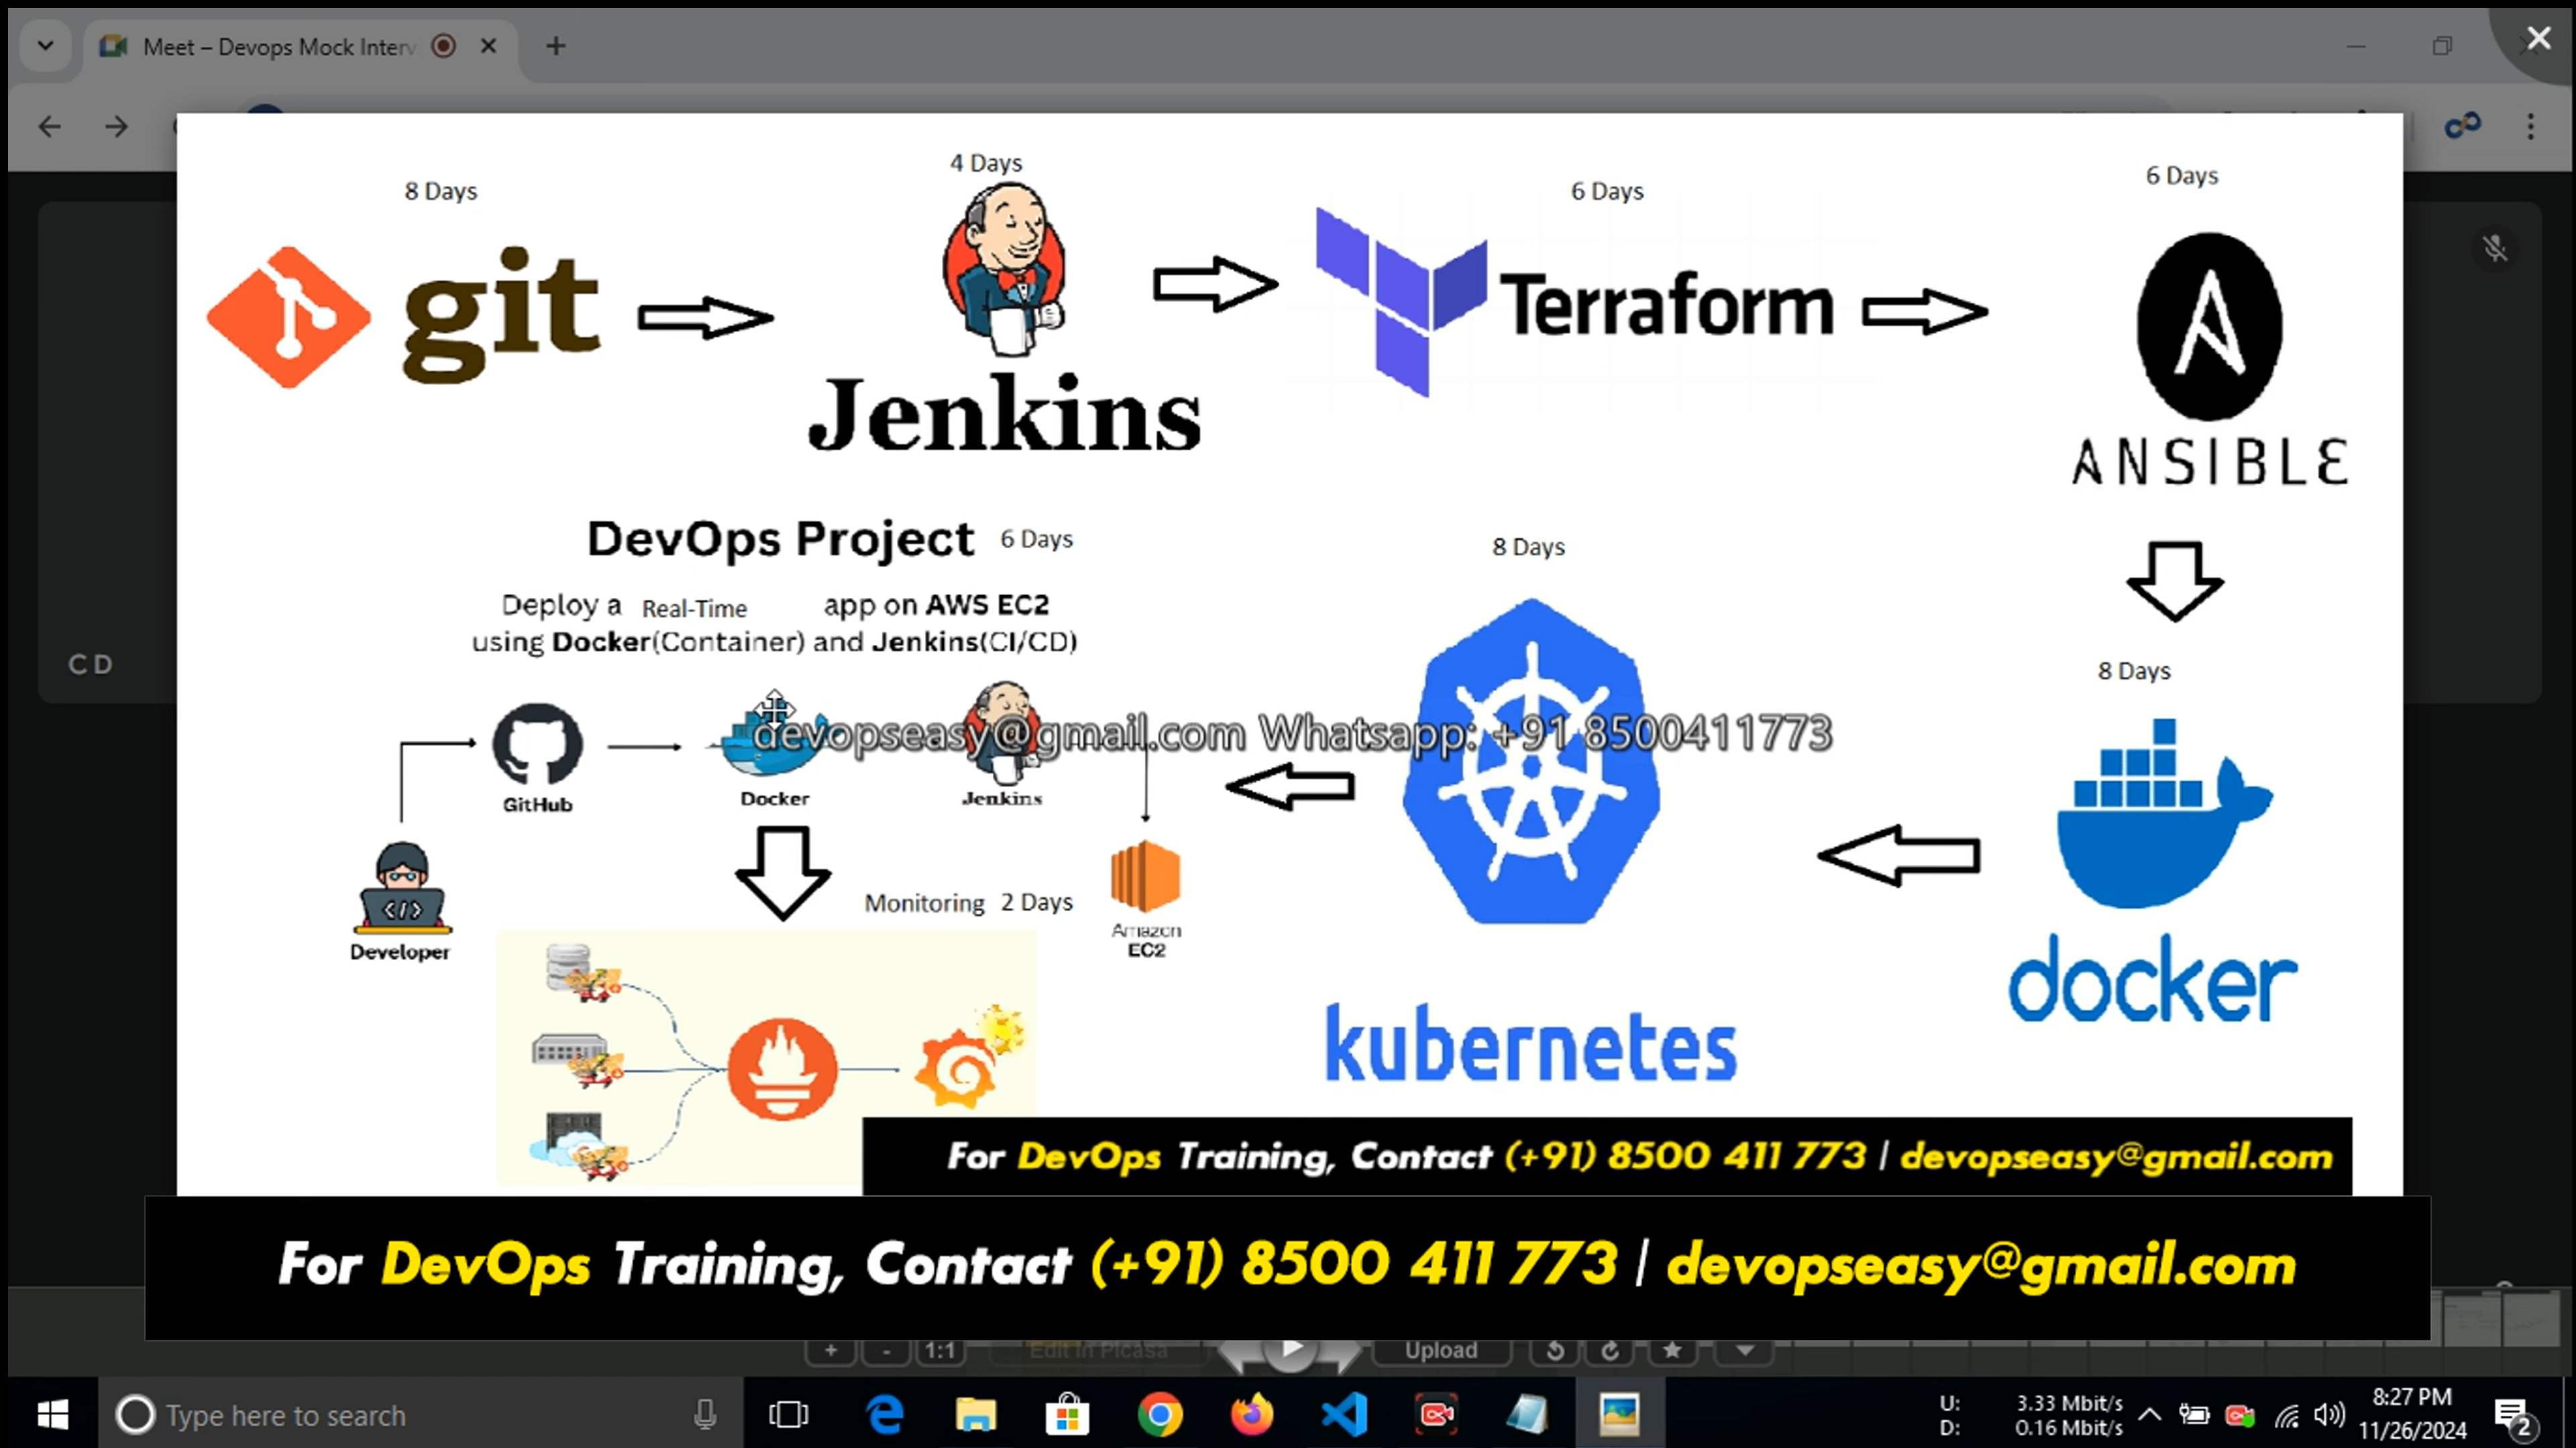 Meet – Devops Mock Interv
8 Days
4 Days
6 Days
6 Days
git
Jenkins
Terraform
ANSIBLE
DevOps Project 6 Days
8 Days
Deploy a Real-Time app on AWS EC2
using Docker(Container) and Jenkins(CI/CD)
8 Days
C D
devopseasy@gmail.com Whatsapp: +91 8500411773
GitHub
Docker
Jenkins
Monitoring 2 Days
Amazon
EC2
Developer
docker
kubernetes
For DevOps Training, Contact (+91) 8500 411 773 | devopseasy@gmail.com
For DevOps Training, Contact (+91) 8500 411 773 | devopseasy@gmail.com
+ - 1:1 Edit in Picasa Upload
Type here to search
U: 3.33 Mbit/s
D: 0.16 Mbit/s
8:27 PM
11/26/2024
2